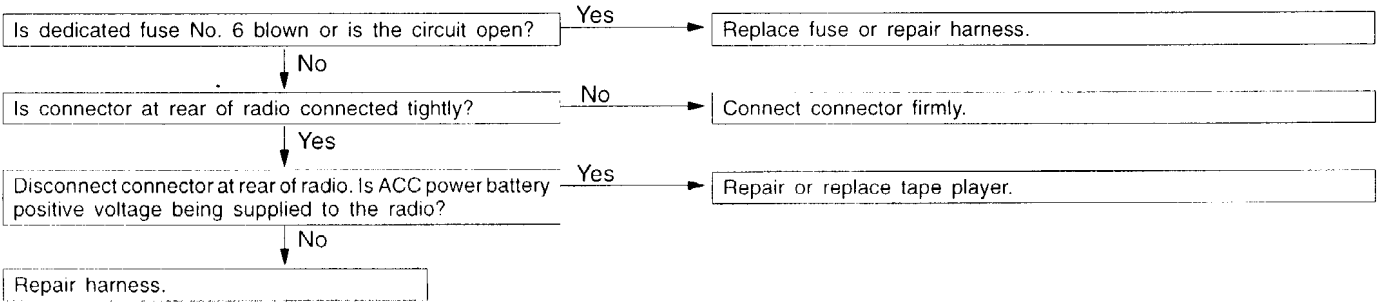 Is dedicated fuse No. 6 blown or is the circuit open?
Yes
Replace fuse or repair harness.
No
Is connector at rear of radio connected tightly?
No
Connect connector firmly.
Yes
Disconnect connector at rear of radio. Is ACC power battery
positive voltage being supplied to the radio?
Yes
Repair or replace tape player.
No
Repair harness.